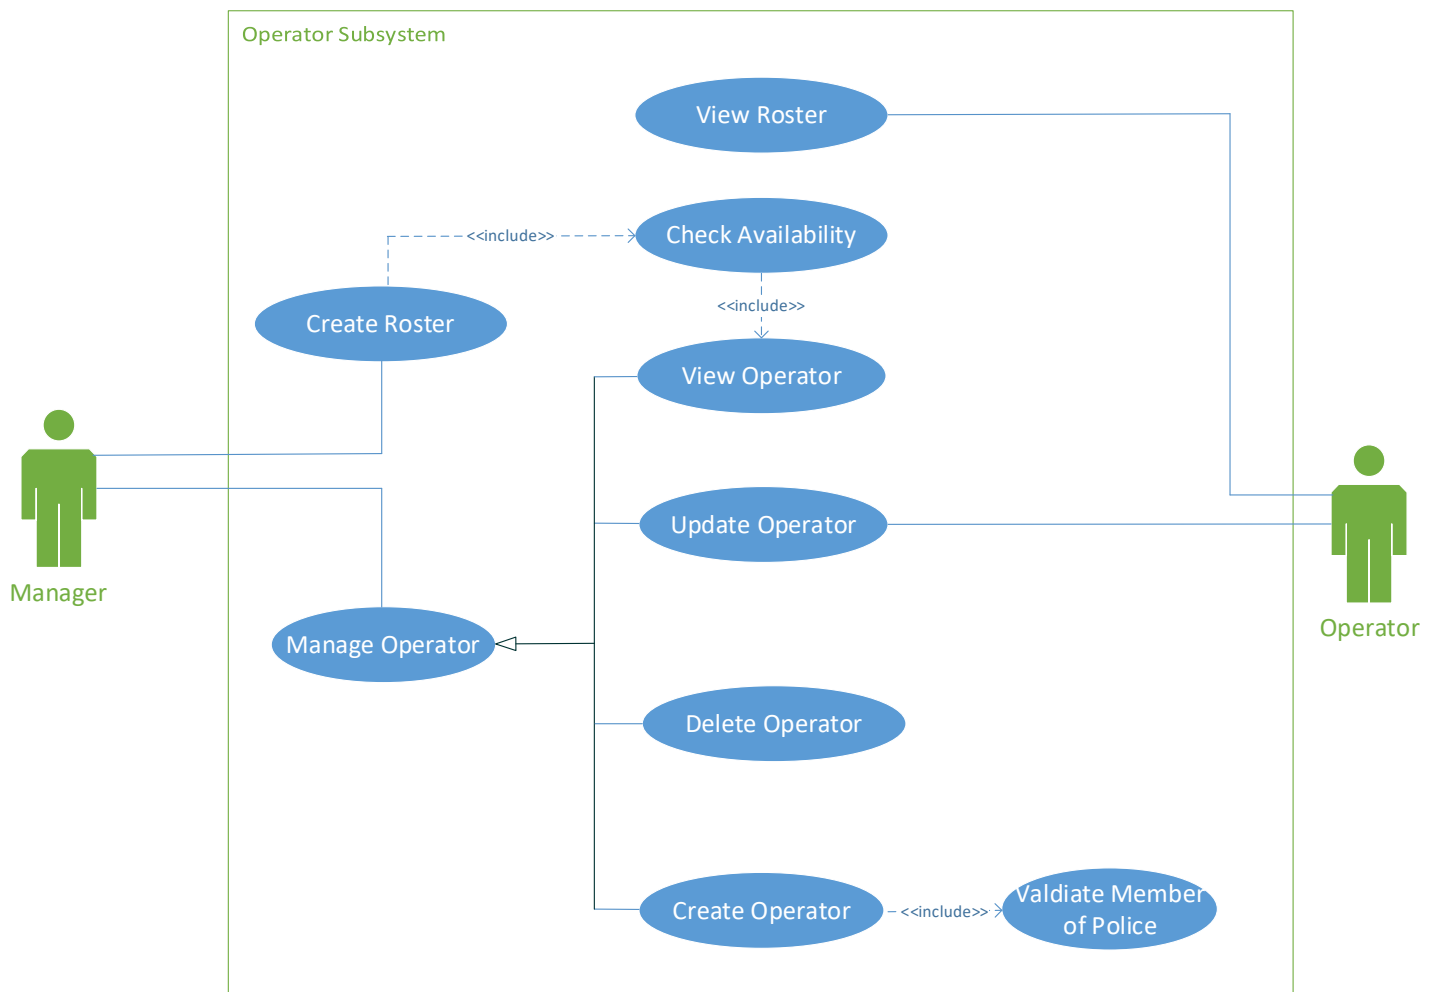 Operator Subsystem
View Roster
Check Availability
<<include>>
<<include>>
Create Roster
View Operator
Update Operator
Manager
Manage Operator
Operator
Delete Operator
Create Operator
<<include>>
Valdiate Member
of Police